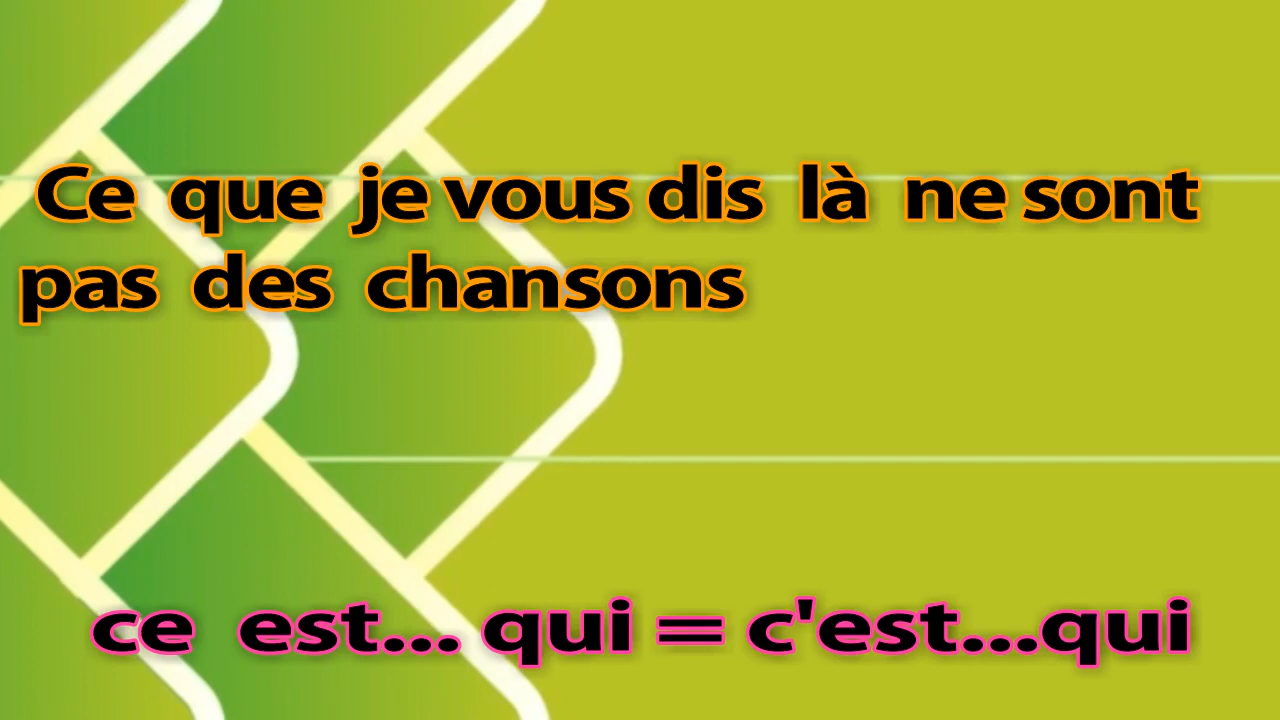 Ce que je vous dis là ne sont
pas des chansons
ce est... qui = c'est...qui